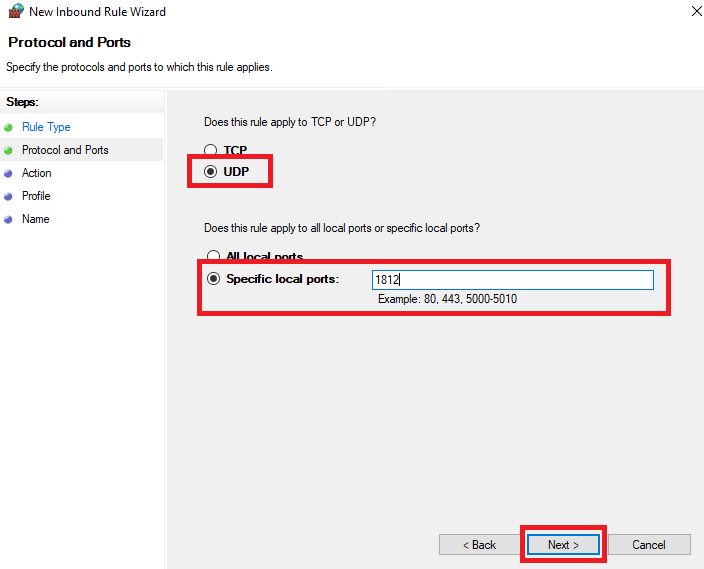 New Inbound Rule Wizard
Protocol and Ports
Specify the protocols and ports to which this rule applies.
Steps:
Rule Type
Protocol and Ports
Action
Profile
Name
Does this rule apply to TCP or UDP?
TCP
UDP
Does this rule apply to all local ports or specific local ports?
All local ports
Specific local ports:
1812
Example: 80, 443, 5000-5010
< Back
Next >
Cancel